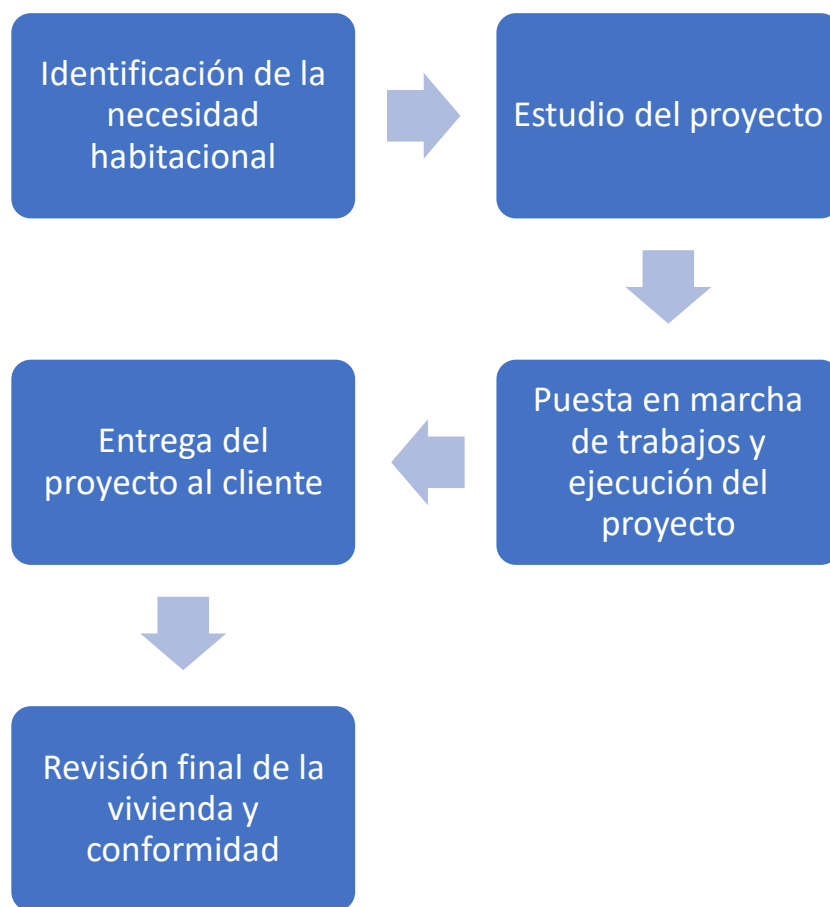 Identificación de la
necesidad
habitacional
Estudio del proyecto
Puesta en marcha
de trabajos y
ejecución del
proyecto
Entrega del
proyecto al cliente
Revisión final de la
vivienda y
conformidad